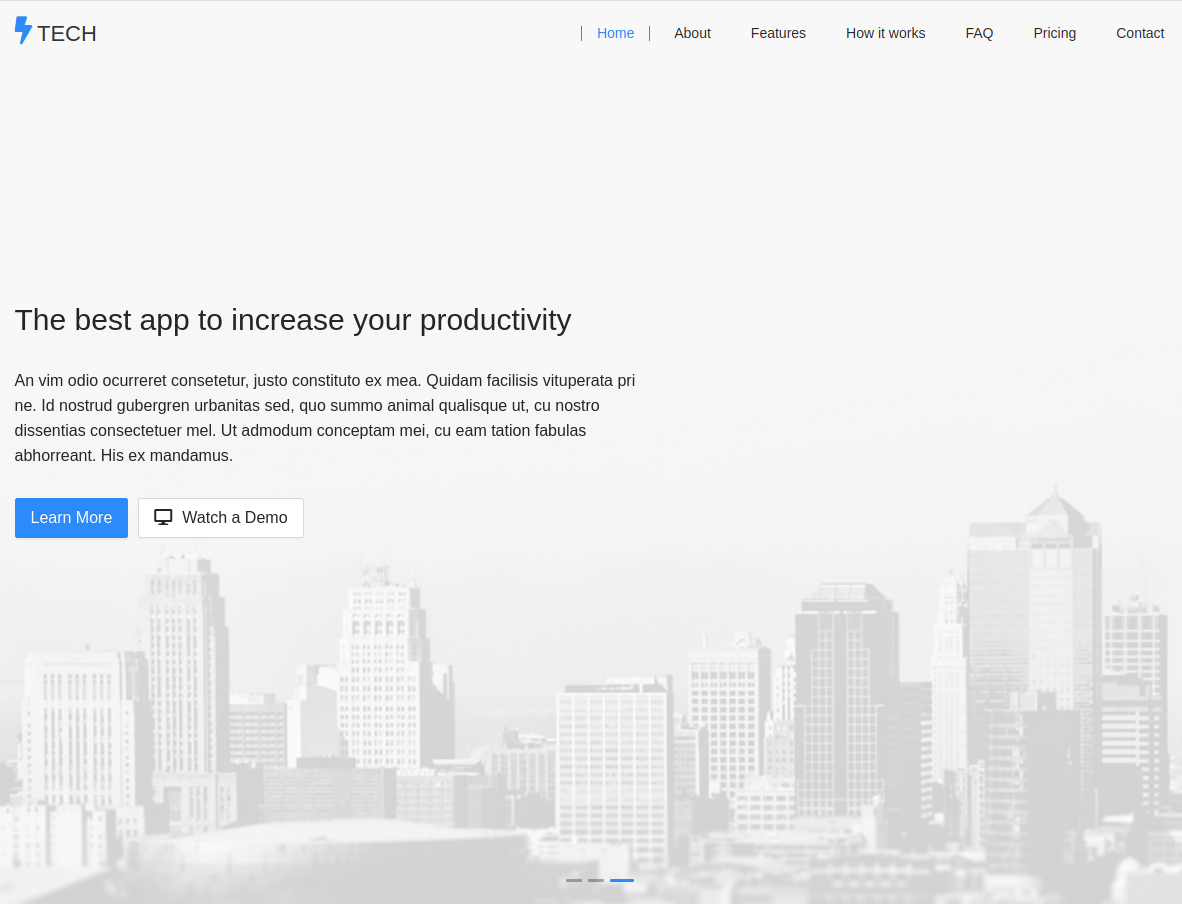 TECH
Home
About
Features
How it works
FAQ
Pricing
Contact
The best app to increase your productivity
An vim odio ocurreret consetetur, justo constituto ex mea. Quidam facilisis vituperata pri
ne. Id nostrud gubergren urbanitas sed, quo summo animal qualisque ut, cu nostro
dissentias consectetuer mel. Ut admodum conceptam mei, cu eam tation fabulas
abhorreant. His ex mandamus.
Learn More
Watch a Demo